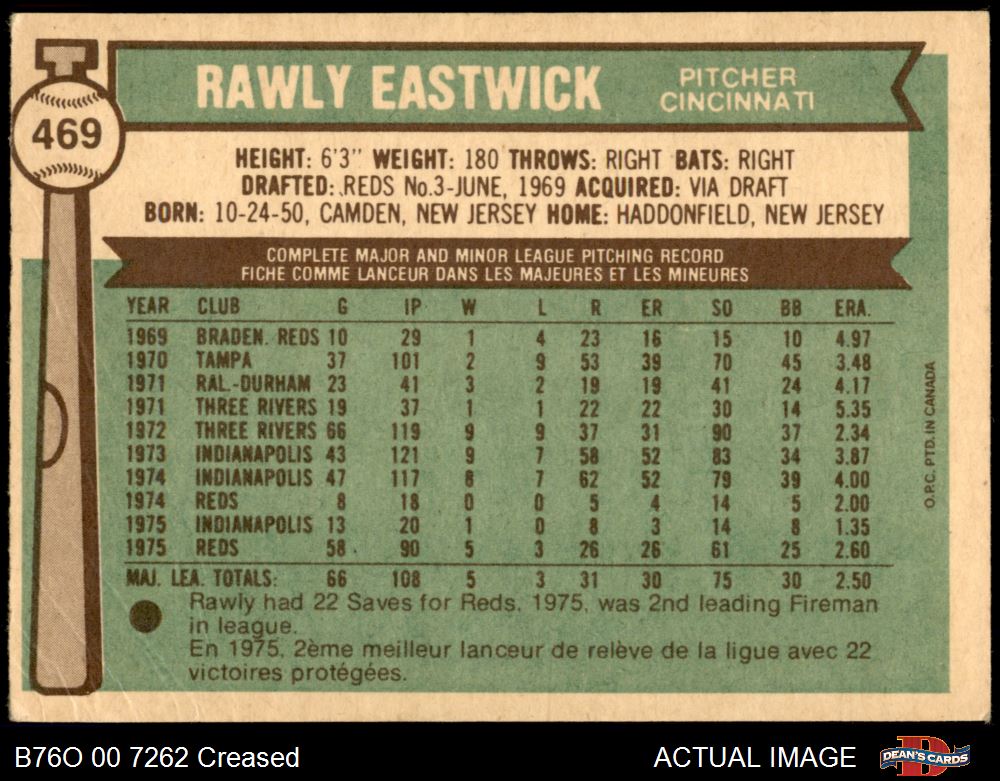 469
RAWLY EASTWICK
PITCHER
CINCINNATI
HEIGHT: 6'3" WEIGHT: 180 THROWS: RIGHT BATS: RIGHT
DRAFTED: REDS No.3-JUNE, 1969 ACQUIRED: VIA DRAFT
BORN: 10-24-50, CAMDEN, NEW JERSEY HOME: HADDONFIELD, NEW JERSEY
COMPLETE MAJOR AND MINOR LEAGUE PITCHING RECORD
FICHE COMME LANCEUR DANS LES MAJEURES ET LES MINEURES
YEAR CLUB G IP W L R ER SO BB ERA.
1969 BRADEN. REDS 10 29 1 4 23 16 15 10 4.97
1970 TAMPA 37 101 2 9 53 39 70 45 3.48
1971 RAL.-DURHAM 23 41 3 2 19 19 41 24 4.17
1971 THREE RIVERS 19 37 1 1 22 22 30 14 5.35
1972 THREE RIVERS 66 119 9 9 37 31 90 37 2.34
1973 INDIANAPOLIS 43 121 9 7 58 52 83 34 3.87
1974 INDIANAPOLIS 47 117 8 7 62 52 79 39 4.00
1974 REDS 8 18 0 0 5 4 14 5 2.00
1975 INDIANAPOLIS 13 20 1 0 8 3 14 8 1.35
1975 REDS 58 90 5 3 26 26 61 25 2.60
MAJ. LEA. TOTALS: 66 108 5 3 31 30 75 30 2.50
Rawly had 22 Saves for Reds, 1975, was 2nd leading Fireman
in league.
En 1975, 2ème meilleur lanceur de relève de la ligue avec 22
victoires protégées.
O.P.C. PTD. IN CANADA
B76O 00 7262 Creased
ACTUAL IMAGE
DEAN'S CARDS